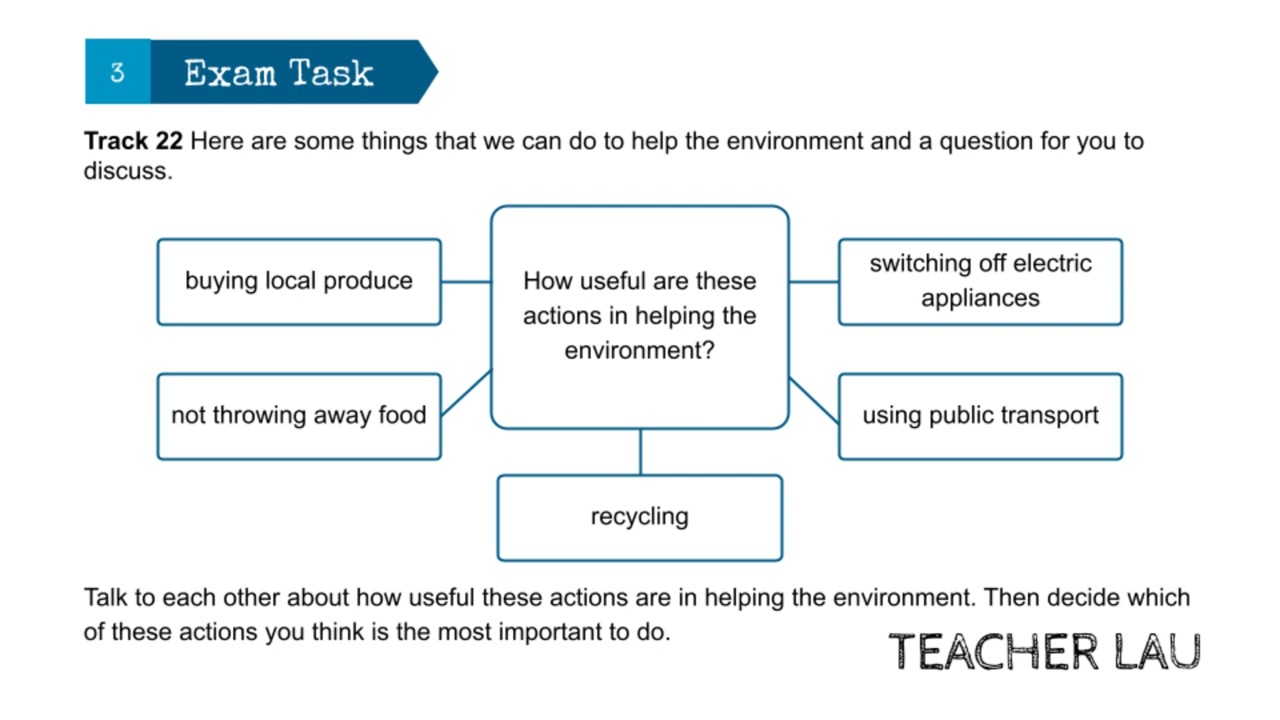 3
Exam Task
Track 22 Here are some things that we can do to help the environment and a question for you to
discuss.
buying local produce
How useful are these
actions in helping the
environment?
switching off electric
appliances
not throwing away food
using public transport
recycling
Talk to each other about how useful these actions are in helping the environment. Then decide which
of these actions you think is the most important to do.
TEACHER LAU